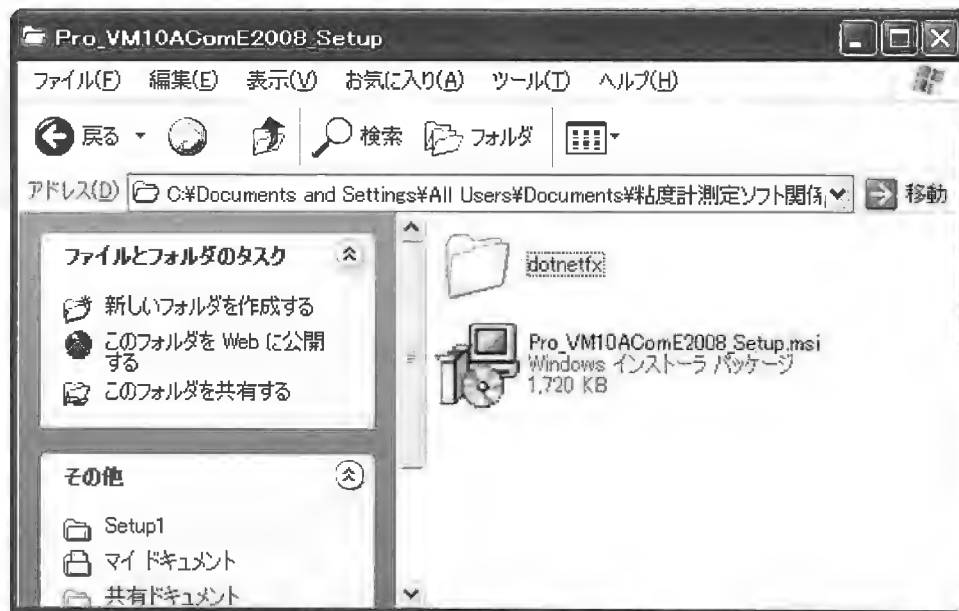 Pro_VM10AComE2008_Setup
ファイル(F) 編集(E) 表示(V) お気に入り(A) ツール(T) ヘルプ(H)
戻る 検索 フォルダ
アドレス(D) C:¥Documents and Settings¥All Users¥Documents¥粘度計測定ソフト関係 移動
ファイルとフォルダのタスク
新しいフォルダを作成する
このフォルダを Web に公開
する
このフォルダを共有する
その他
Setup1
マイ ドキュメント
共有ドキュメント
dotnetfx
Pro_VM10AComE2008_Setup.msi
Windows インストーラ パッケージ
1,720 KB